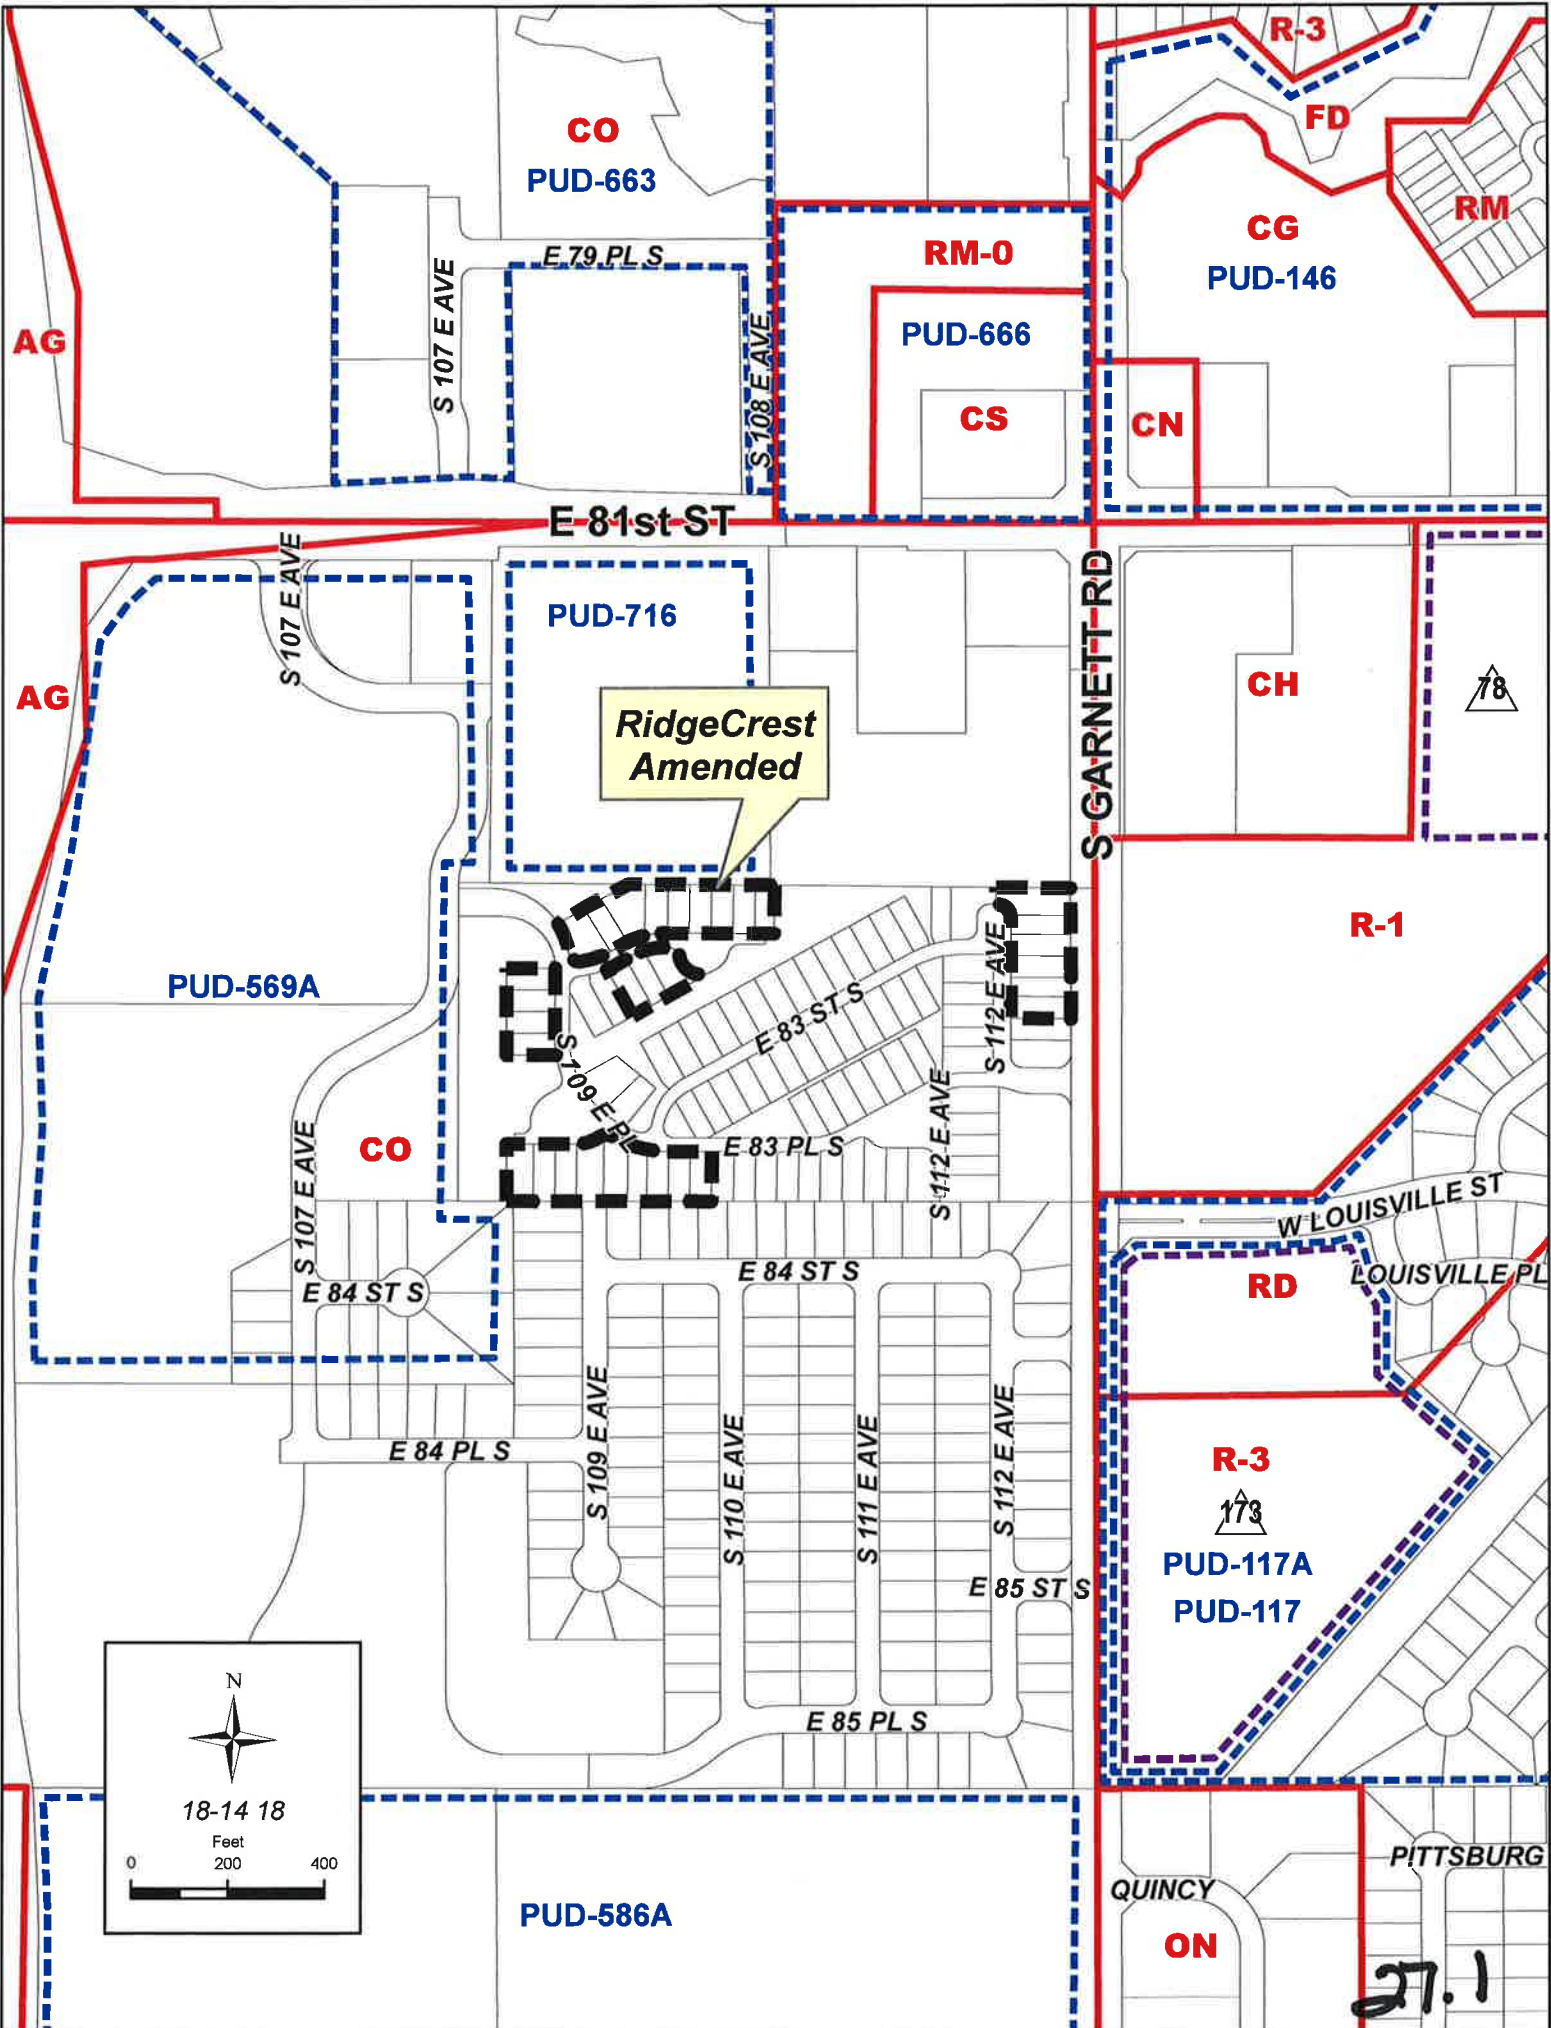 R-3
FD
CO
PUD-663
RM
RM-0
CG
PUD-146
E 79 PL S
S 107 E AVE
AG
PUD-666
S 108 E AVE
CS
CN
E 81st ST
S 107 E AVE
PUD-716
S GARNETT RD
AG
CH
78
RidgeCrest
Amended
R-1
PUD-569A
E 83 ST S
S 112 E AVE
S 109 E PL
S 112 E AVE
CO
E 83 PL S
S 107 E AVE
W LOUISVILLE ST
E 84 ST S
E 84 ST S
RD
LOUISVILLE PL
S 109 E AVE
E 84 PL S
S 110 E AVE
S 111 E AVE
S 112 E AVE
R-3
173
PUD-117A
E 85 ST S
PUD-117
N
18-14 18
Feet
0 200 400
E 85 PL S
PITTSBURG
QUINCY
PUD-586A
ON
27.1